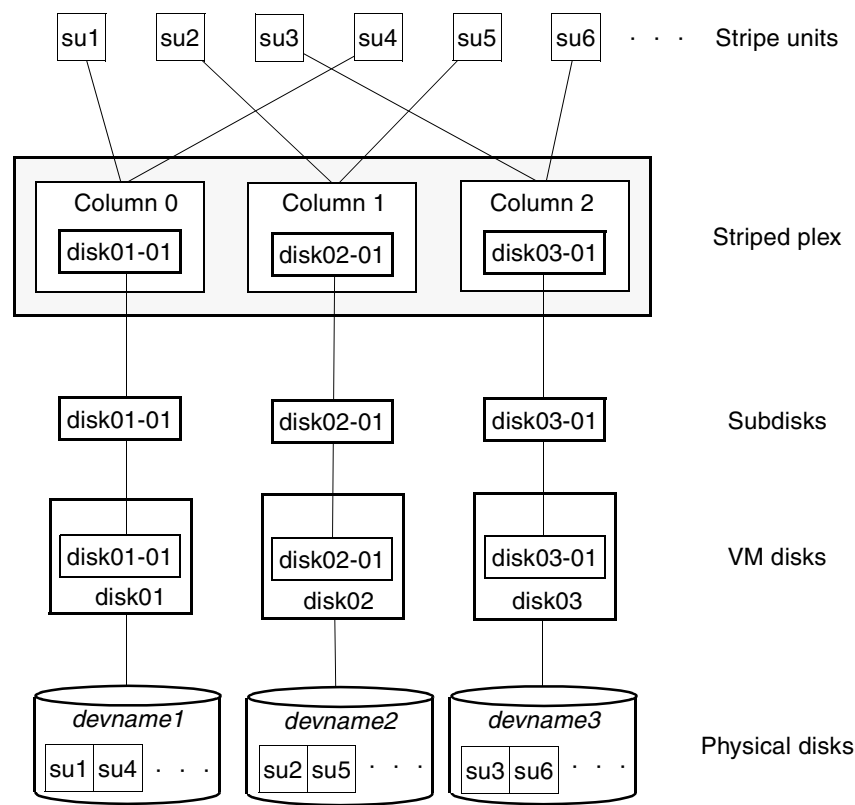 su1 su2 su3 su4 su5 su6 . . . Stripe units
Column 0 Column 1 Column 2
disk01-01 disk02-01 disk03-01 Striped plex
disk01-01 disk02-01 disk03-01 Subdisks
disk01-01 disk02-01 disk03-01 VM disks
disk01 disk02 disk03
devname1 devname2 devname3
su1 su4 . . . su2 su5 . . . su3 su6 . . . Physical disks